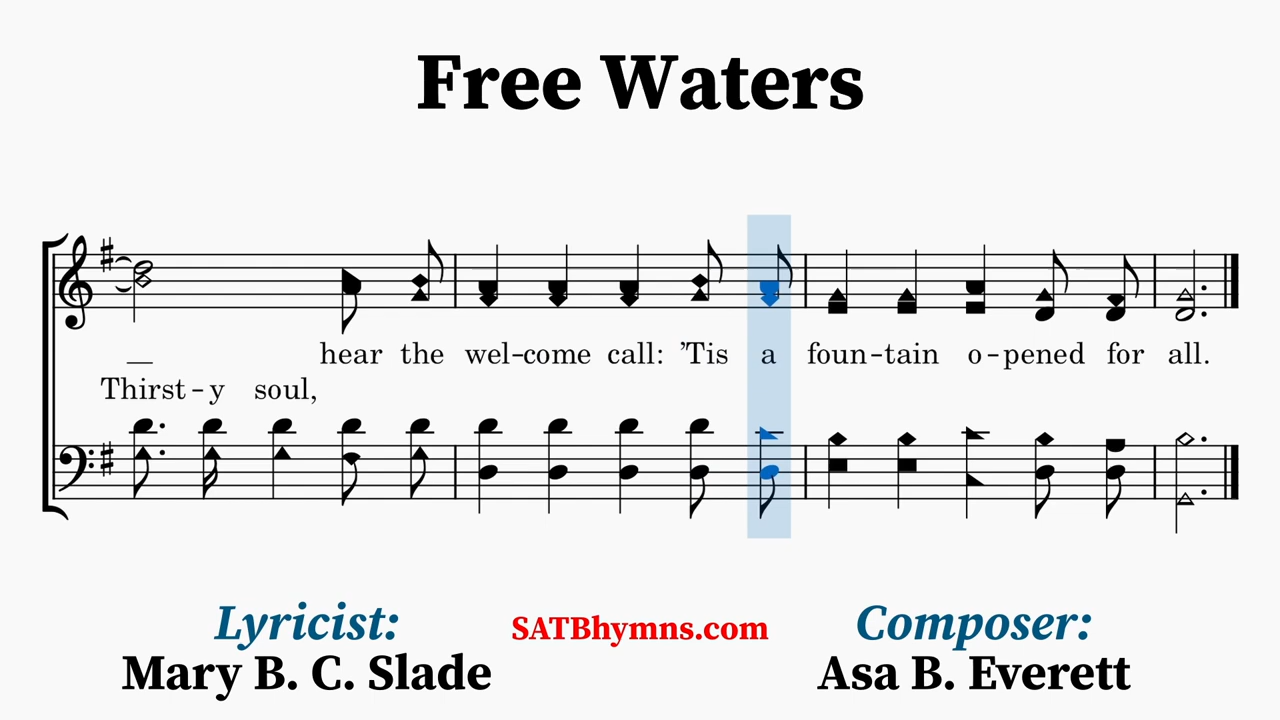 Free Waters
hear the wel-come call: ’Tis a foun-tain o-pened for all.
Thirst-y soul,
Lyricist:
Mary B. C. Slade
SATBhymns.com
Composer:
Asa B. Everett